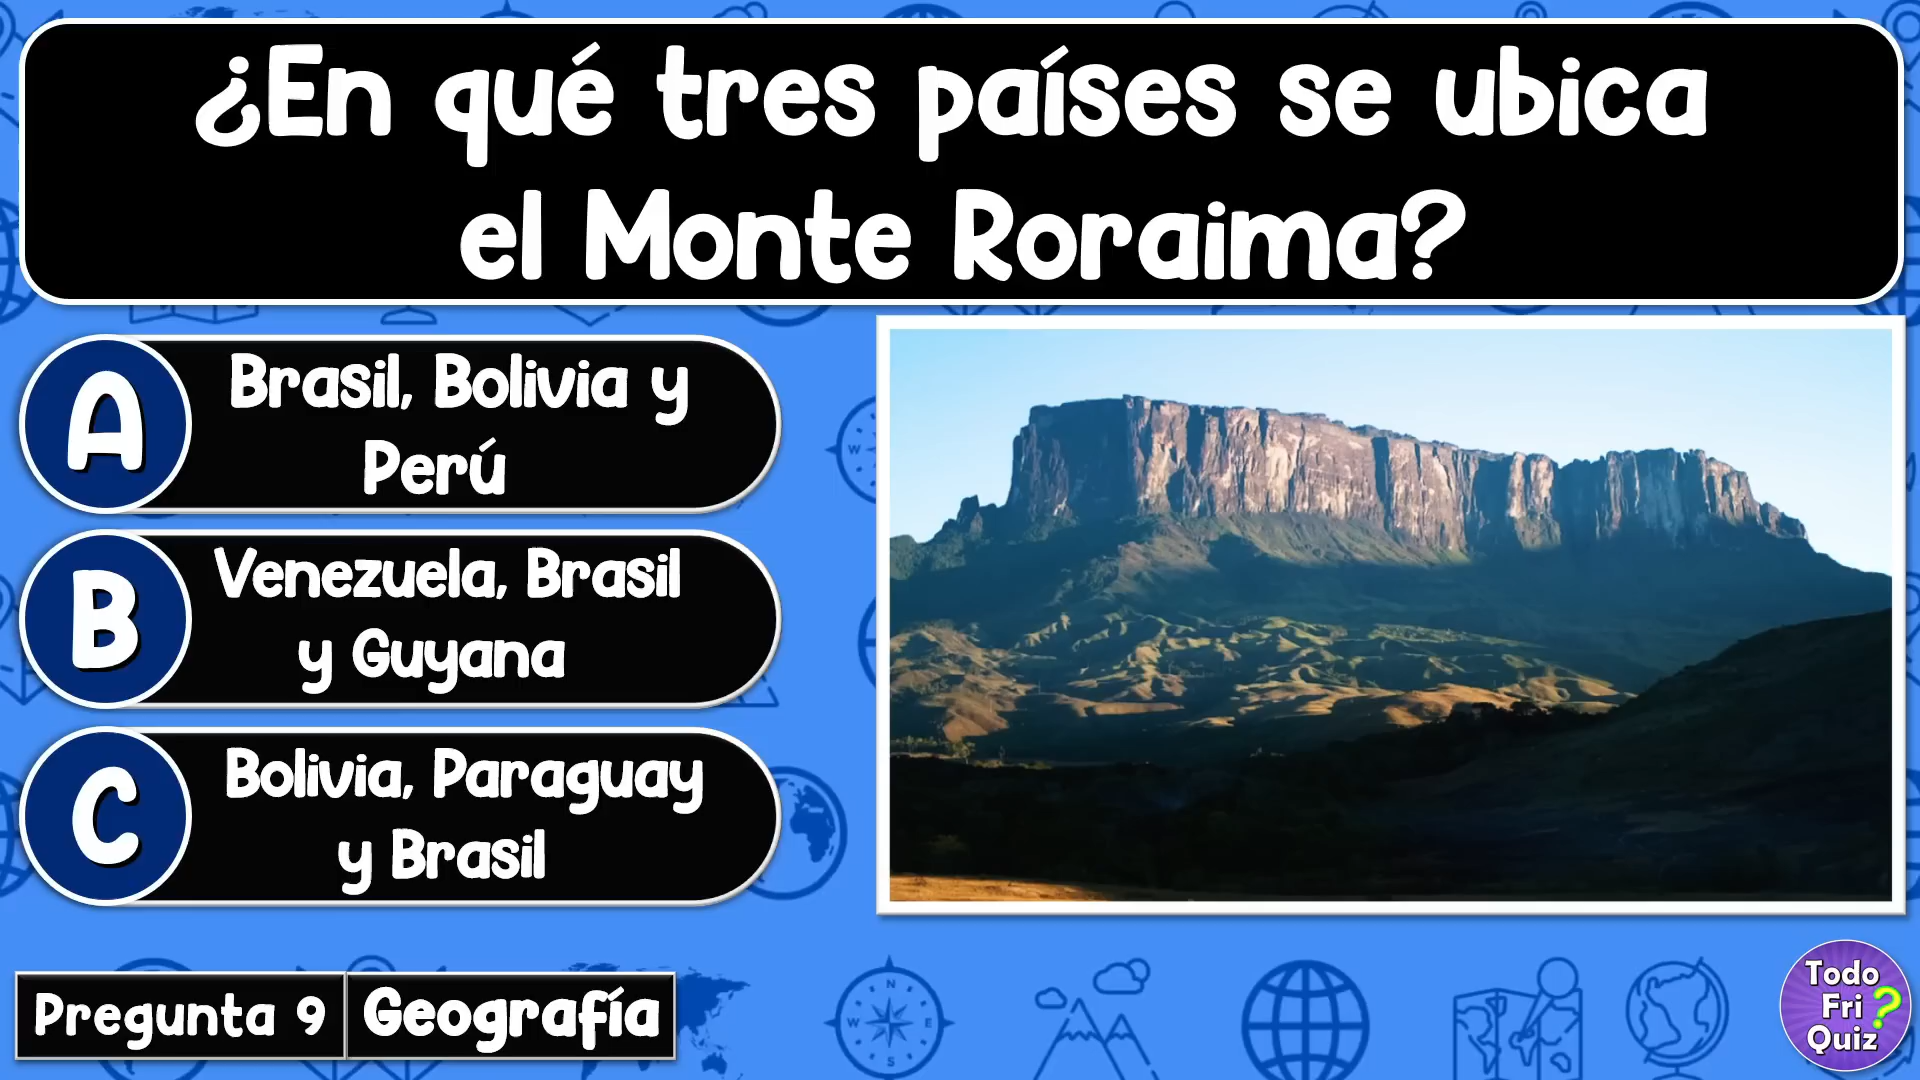 ¿En qué tres países se ubica
el Monte Roraima?
A
Brasil, Bolivia y
Perú
B
Venezuela, Brasil
y Guyana
C
Bolivia, Paraguay
y Brasil
Pregunta 9
Geografía
N
W
E
S
W
Todo
Fri
Quiz
?